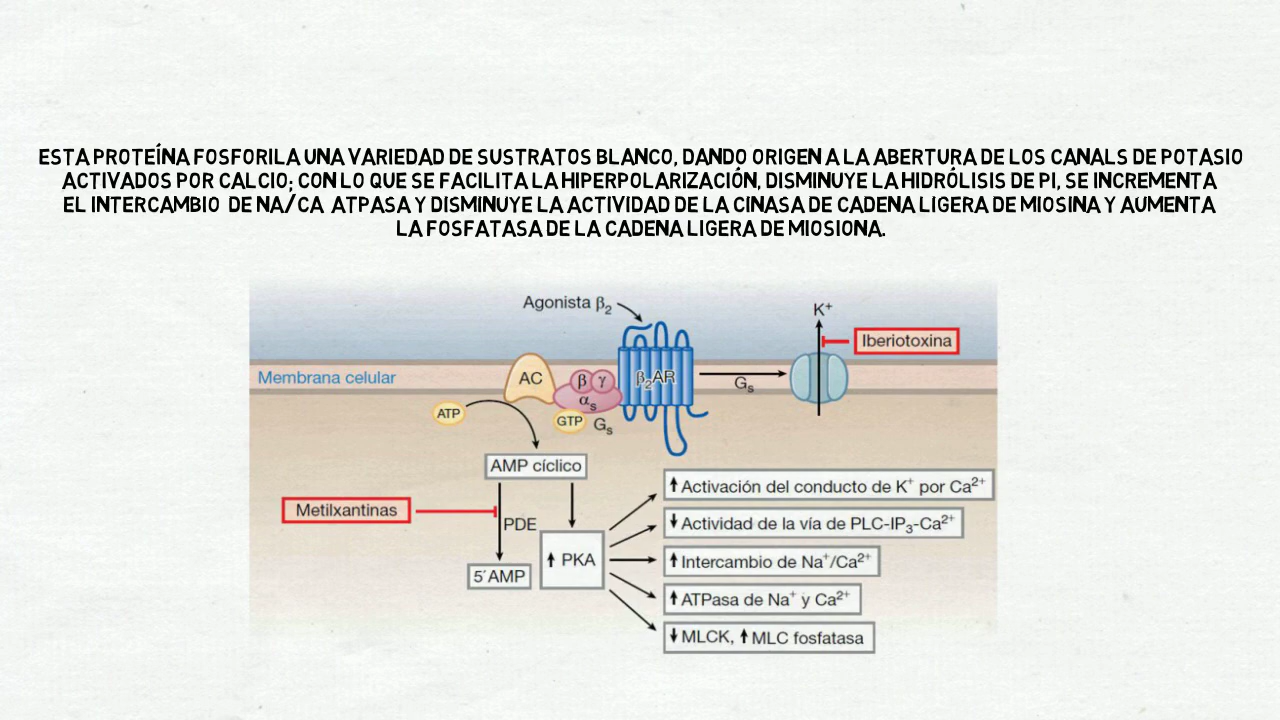 ESTA PROTEÍNA FOSFORILA UNA VARIEDAD DE SUSTRATOS BLANCO, DANDO ORIGEN A LA ABERTURA DE LOS CANALS DE POTASIO
ACTIVADOS POR CALCIO; CON LO QUE SE FACILITA LA HIPERPOLARIZACIÓN, DISMINUYE LA HIDRÓLISIS DE PI, SE INCREMENTA
EL INTERCAMBIO DE NA/CA ATPASA Y DISMINUYE LA ACTIVIDAD DE LA CINASA DE CADENA LIGERA DE MIOSINA Y AUMENTA
LA FOSFATASA DE LA CADENA LIGERA DE MIOSIONA.
Agonista β₂
K⁺
Iberiotoxina
Membrana celular
AC
β γ
β₂AR
Gₛ
αₛ
ATP
GTP
Gₛ
AMP cíclico
↑ Activación del conducto de K⁺ por Ca²⁺
Metilxantinas
PDE
↓ Actividad de la vía de PLC-IP₃-Ca²⁺
↑ PKA
↑ Intercambio de Na⁺/Ca²⁺
5´AMP
↑ ATPasa de Na⁺ y Ca²⁺
↓ MLCK, ↑ MLC fosfatasa